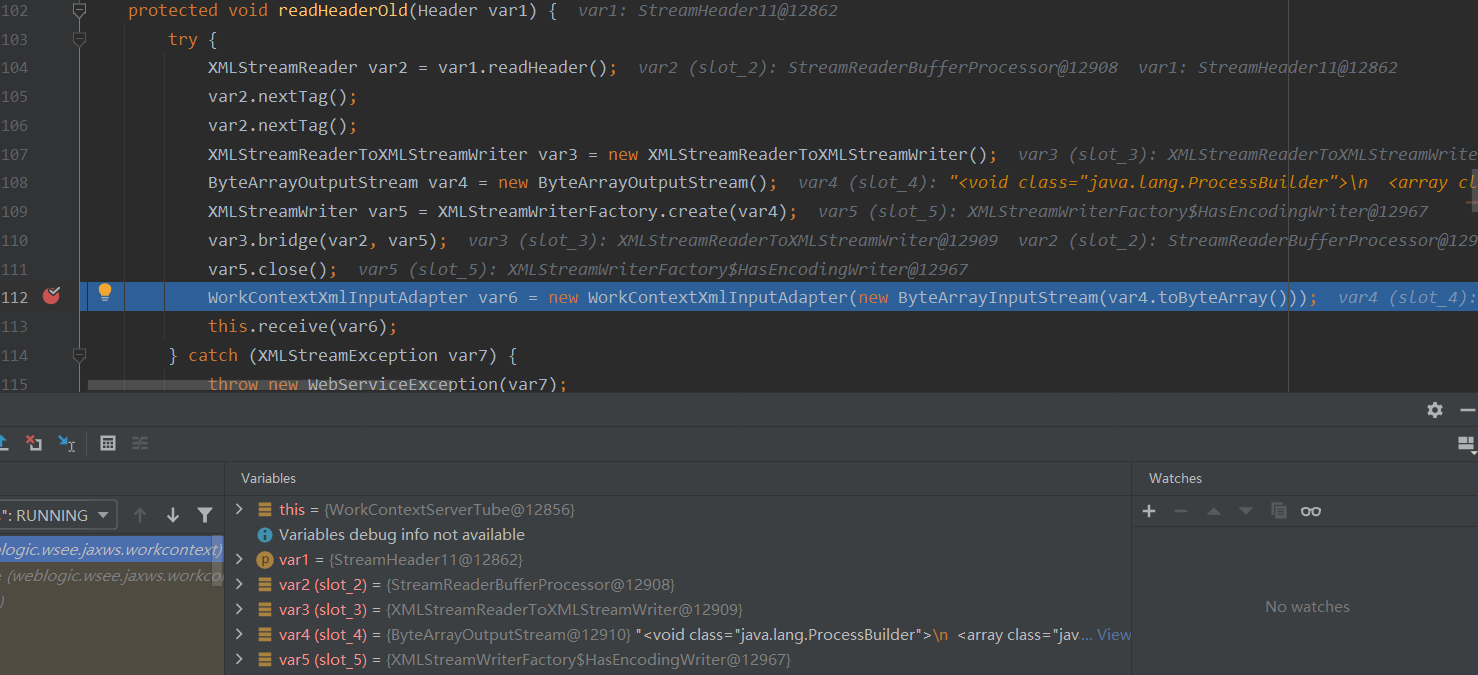 102 protected void readHeaderOld(Header var1) { var1: StreamHeader11@12862
103 try {
104 XMLStreamReader var2 = var1.readHeader(); var2 (slot_2): StreamReaderBufferProcessor@12908 var1: StreamHeader11@12862
105 var2.nextTag();
106 var2.nextTag();
107 XMLStreamReaderToXMLStreamWriter var3 = new XMLStreamReaderToXMLStreamWriter(); var3 (slot_3): XMLStreamReaderToXMLStreamWrite
108 ByteArrayOutputStream var4 = new ByteArrayOutputStream(); var4 (slot_4): "<void class="java.lang.ProcessBuilder">\n <array cl
109 XMLStreamWriter var5 = XMLStreamWriterFactory.create(var4); var5 (slot_5): XMLStreamWriterFactory$HasEncodingWriter@12967
110 var3.bridge(var2, var5); var3 (slot_3): XMLStreamReaderToXMLStreamWriter@12909 var2 (slot_2): StreamReaderBufferProcessor@129
111 var5.close(); var5 (slot_5): XMLStreamWriterFactory$HasEncodingWriter@12967
112 WorkContextXmlInputAdapter var6 = new WorkContextXmlInputAdapter(new ByteArrayInputStream(var4.toByteArray())); var4 (slot_4):
113 this.receive(var6);
114 } catch (XMLStreamException var7) {
115 throw new WebServiceException(var7);
Variables
Watches
": RUNNING
logic.wsee.jaxws.workcontext)
(weblogic.wsee.jaxws.workco
)
this = {WorkContextServerTube@12856}
Variables debug info not available
var1 = {StreamHeader11@12862}
var2 (slot_2) = {StreamReaderBufferProcessor@12908}
var3 (slot_3) = {XMLStreamReaderToXMLStreamWriter@12909}
var4 (slot_4) = {ByteArrayOutputStream@12910} "<void class="java.lang.ProcessBuilder">\n <array class="jav... View
var5 (slot_5) = {XMLStreamWriterFactory$HasEncodingWriter@12967}
No watches